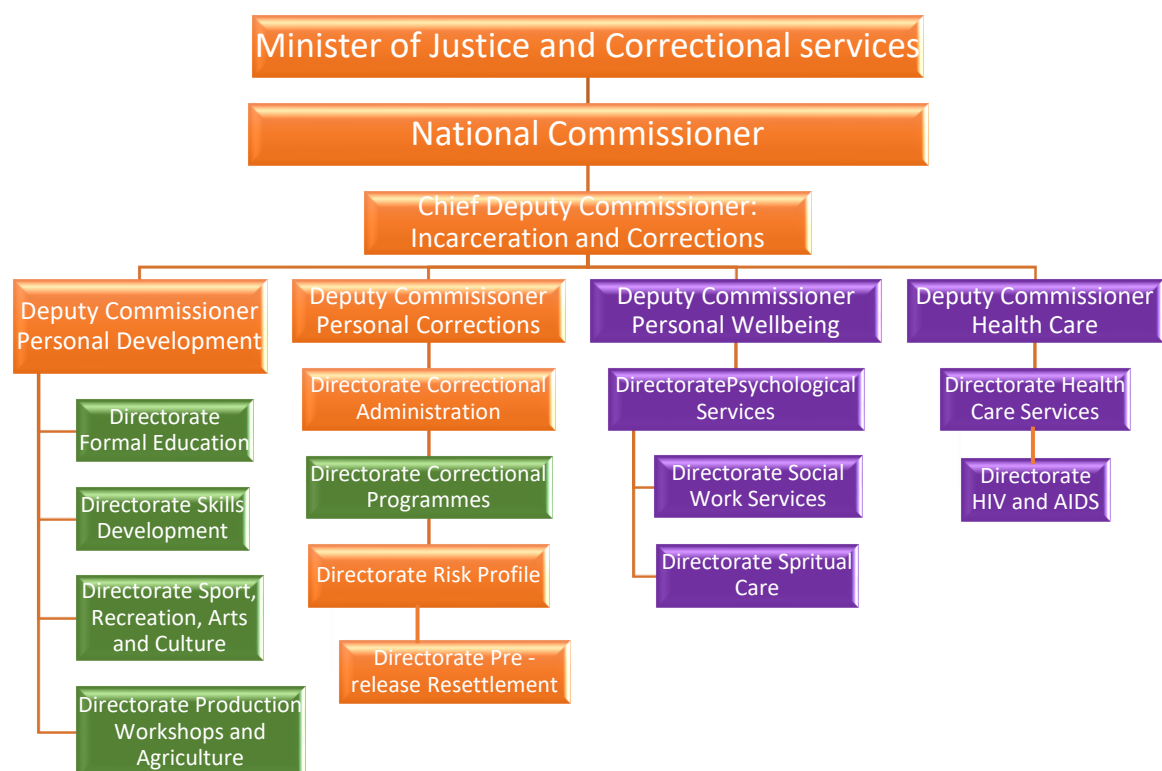 Minister of Justice and Correctional services
National Commissioner
Chief Deputy Commissioner:
Incarceration and Corrections
Deputy Commissioner
Personal Development
Directorate
Formal Education
Directorate Skills
Development
Directorate Sport,
Recreation, Arts
and Culture
Directorate Production
Workshops and
Agriculture
Deputy Commisisoner
Personal Corrections
Directorate Correctional
Administration
Directorate Correctional
Programmes
Directorate Risk Profile
Directorate Pre -
release Resettlement
Deputy Commissioner
Personal Wellbeing
DirectoratePsychological
Services
Directorate Social
Work Services
Directorate Spritual
Care
Deputy Commissioner
Health Care
Directorate Health
Care Services
Directorate
HIV and AIDS